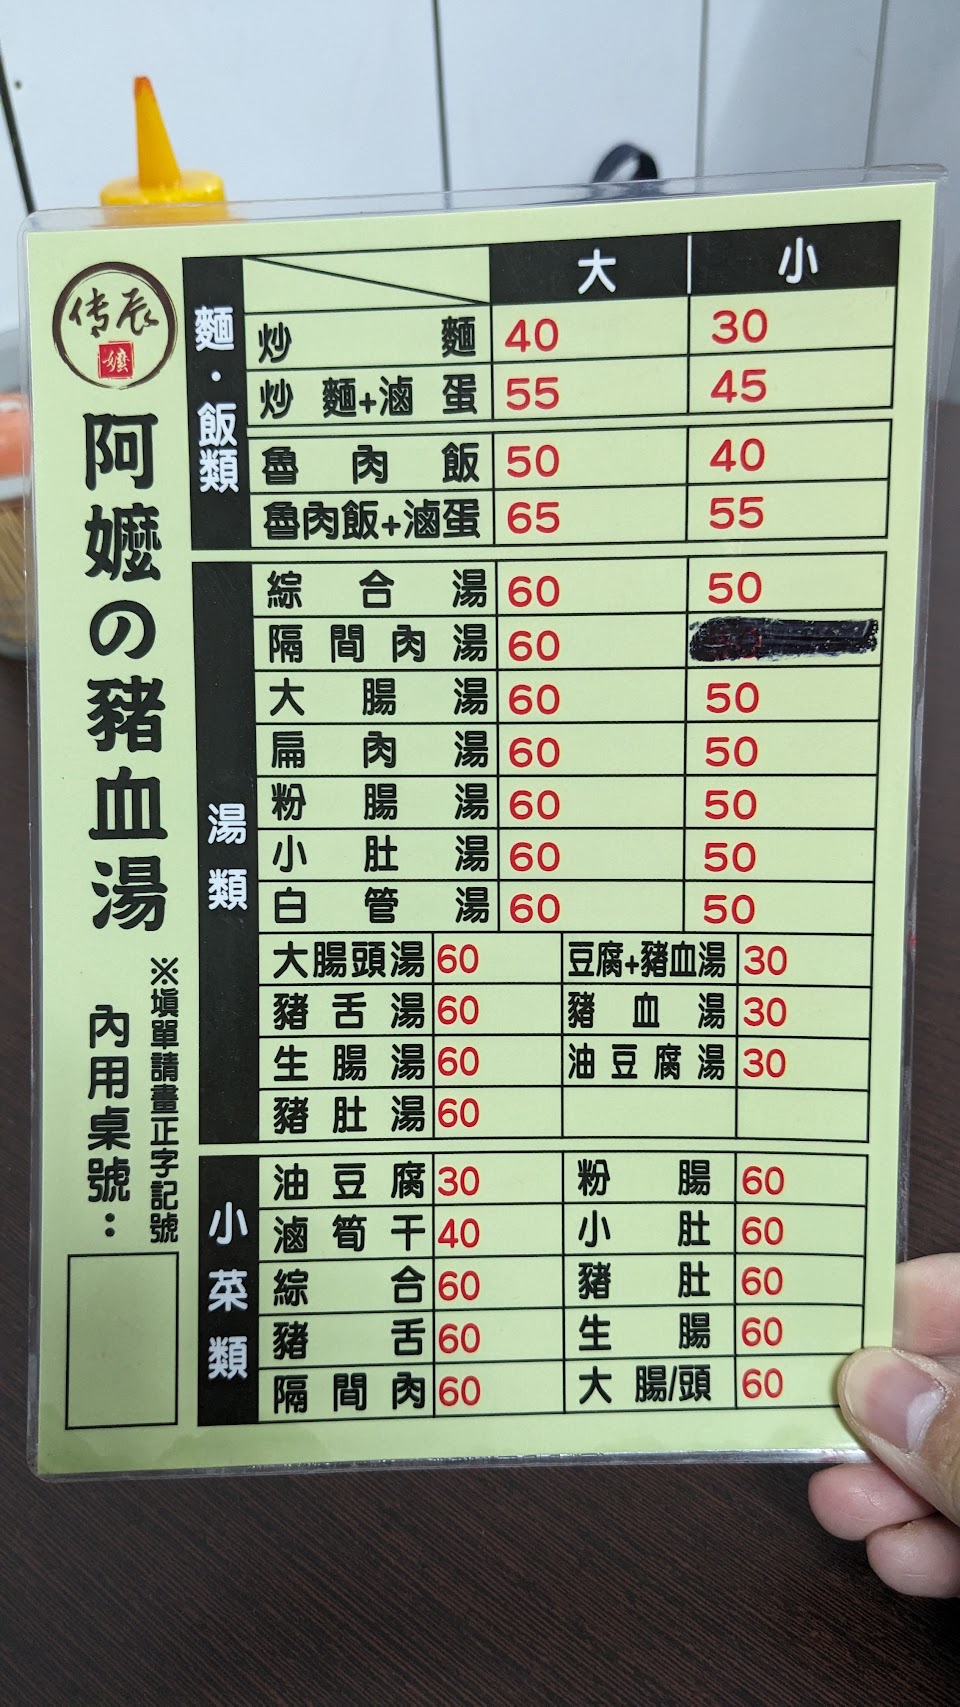 传辰
嬤
阿嬤の豬血湯
※填單請畫正字記號
內用桌號：
麵·飯類
大 小
炒麵 40 30
炒麵+滷蛋 55 45
魯肉飯 50 40
魯肉飯+滷蛋 65 55
湯類
綜合湯 60 50
隔間肉湯 60
大腸湯 60 50
扁肉湯 60 50
粉腸湯 60 50
小肚湯 60 50
白管湯 60 50
大腸頭湯 60 豆腐+豬血湯 30
豬舌湯 60 豬血湯 30
生腸湯 60 油豆腐湯 30
豬肚湯 60
小菜類
油豆腐 30 粉腸 60
滷筍干 40 小肚 60
綜合 60 豬肚 60
豬舌 60 生腸 60
隔間肉 60 大腸/頭 60